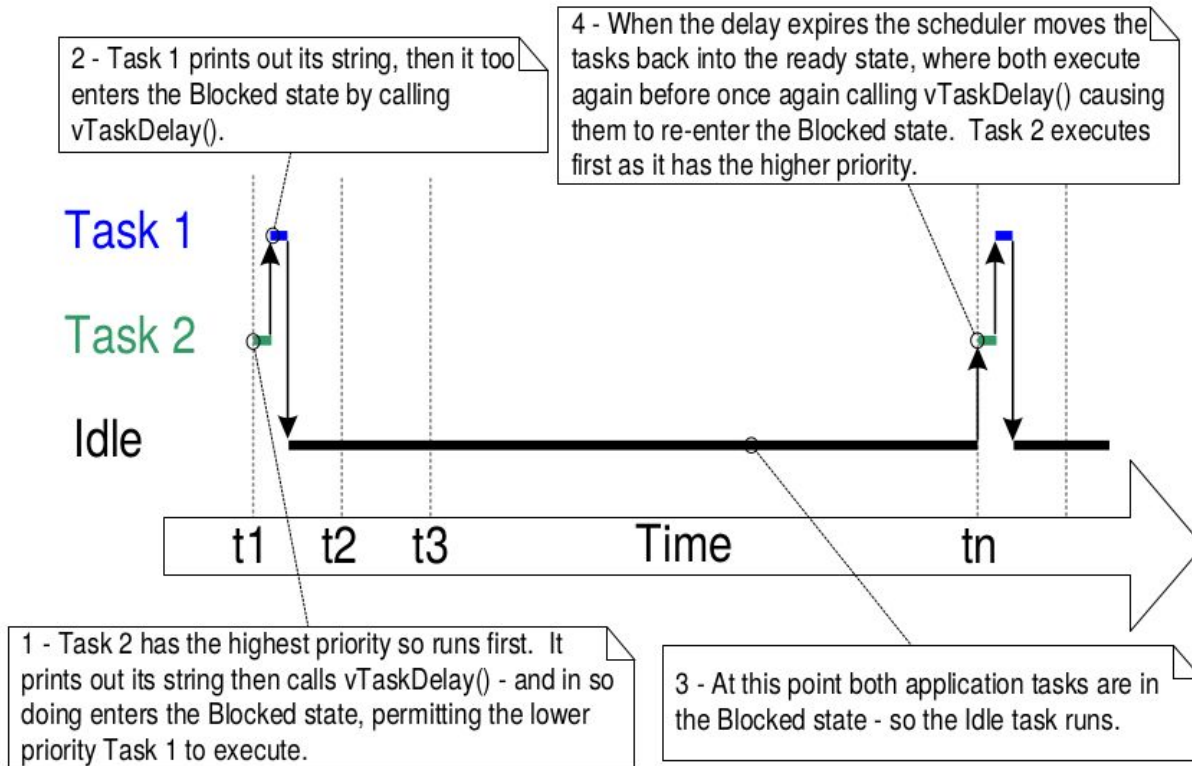 2 - Task 1 prints out its string, then it too
enters the Blocked state by calling
vTaskDelay().
4 - When the delay expires the scheduler moves the
tasks back into the ready state, where both execute
again before once again calling vTaskDelay() causing
them to re-enter the Blocked state.  Task 2 executes
first as it has the higher priority.
Task 1
Task 2
Idle
t1 t2 t3 Time tn
1 - Task 2 has the highest priority so runs first.  It
prints out its string then calls vTaskDelay() - and in so
doing enters the Blocked state, permitting the lower
priority Task 1 to execute.
3 - At this point both application tasks are in
the Blocked state - so the Idle task runs.